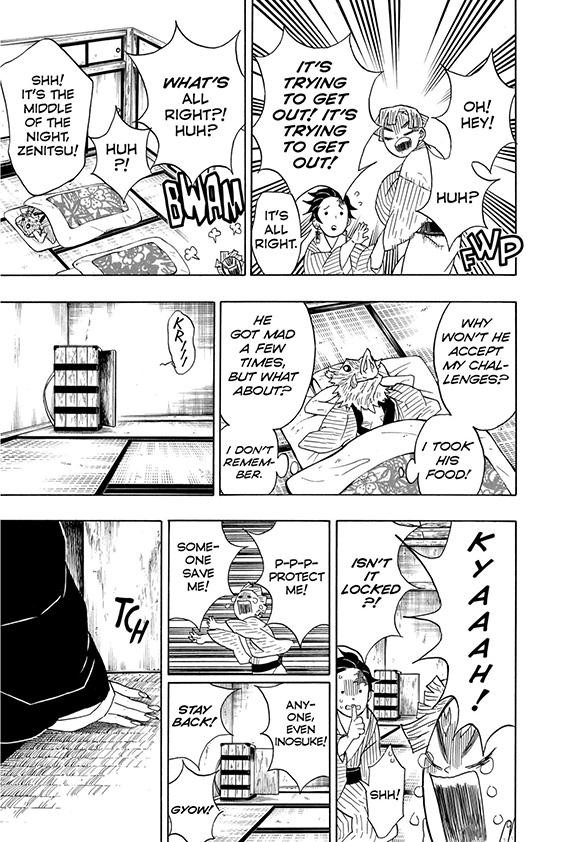 OH!
HEY!
HUH?
IT'S
TRYING
TO GET
OUT! IT'S
TRYING
TO GET
OUT!
IT'S
ALL
RIGHT.
FWP
WHAT'S
ALL
RIGHT?!
HUH?
HUH
?!
SHH!
IT'S THE
MIDDLE
OF THE
NIGHT,
ZENITSU!
BWAM
WHY
WON'T HE
ACCEPT
MY CHAL-
LENGES?
I TOOK
HIS
FOOD!
HE
GOT MAD
A FEW
TIMES,
BUT WHAT
ABOUT?
I DON'T
REMEM-
BER.
KRIII
KYAAAH!
ISN'T
IT
LOCKED
?!
SHH!
P-P-P-
PROTECT
ME!
SOME-
ONE
SAVE
ME!
ANY-
ONE,
EVEN
INOSUKE!
STAY
BACK!
GYOW!
TCH